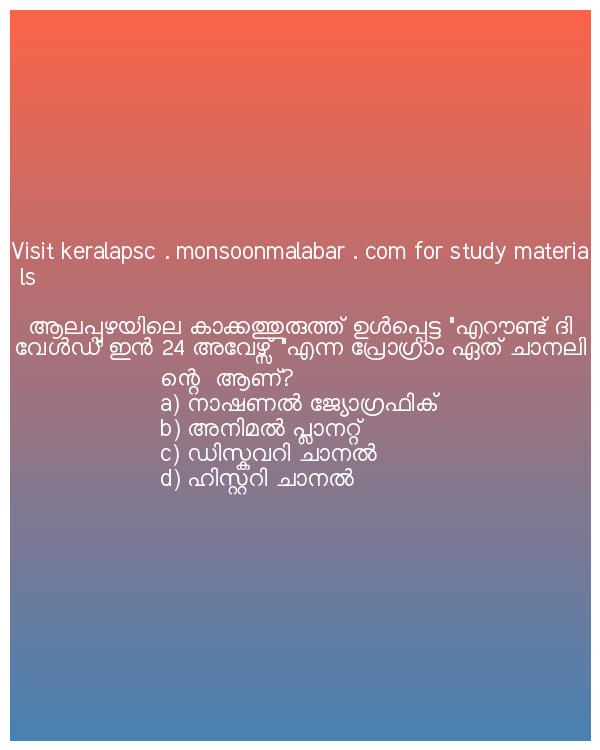 Visit keralapsc . monsoonmalabar . com for study materia
ls
ആലപ്പുഴയിലെ കാക്കത്തുരുത്ത് ഉൾപ്പെട്ട "എറൗണ്ട് ദി
വേൾഡ് ഇൻ 24 അവേഴ്സ് "എന്ന പ്രോഗ്രാം ഏത് ചാനലി
ന്റെ ആണ്?
a) നാഷണൽ ജ്യോഗ്രഫിക്
b) അനിമൽ പ്ലാനറ്റ്
c) ഡിസ്കവറി ചാനൽ
d) ഹിസ്റ്ററി ചാനൽ